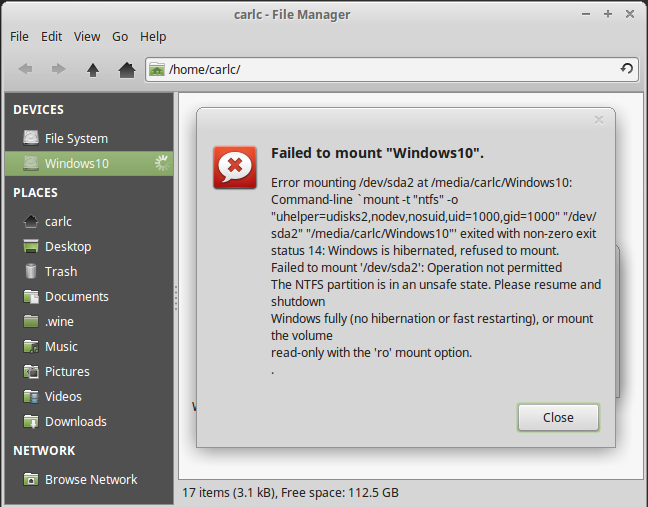 carlc - File Manager
File Edit View Go Help
/home/carlc/
DEVICES
File System
Windows10
PLACES
carlc
Desktop
Trash
Documents
.wine
Music
Pictures
Videos
Downloads
NETWORK
Browse Network
Failed to mount "Windows10".
Error mounting /dev/sda2 at /media/carlc/Windows10:
Command-line `mount -t "ntfs" -o
"uhelper=udisks2,nodev,nosuid,uid=1000,gid=1000" "/dev/
sda2" "/media/carlc/Windows10"' exited with non-zero exit
status 14: Windows is hibernated, refused to mount.
Failed to mount '/dev/sda2': Operation not permitted
The NTFS partition is in an unsafe state. Please resume and
shutdown
Windows fully (no hibernation or fast restarting), or mount
the volume
read-only with the 'ro' mount option.
.
Close
17 items (3.1 kB), Free space: 112.5 GB